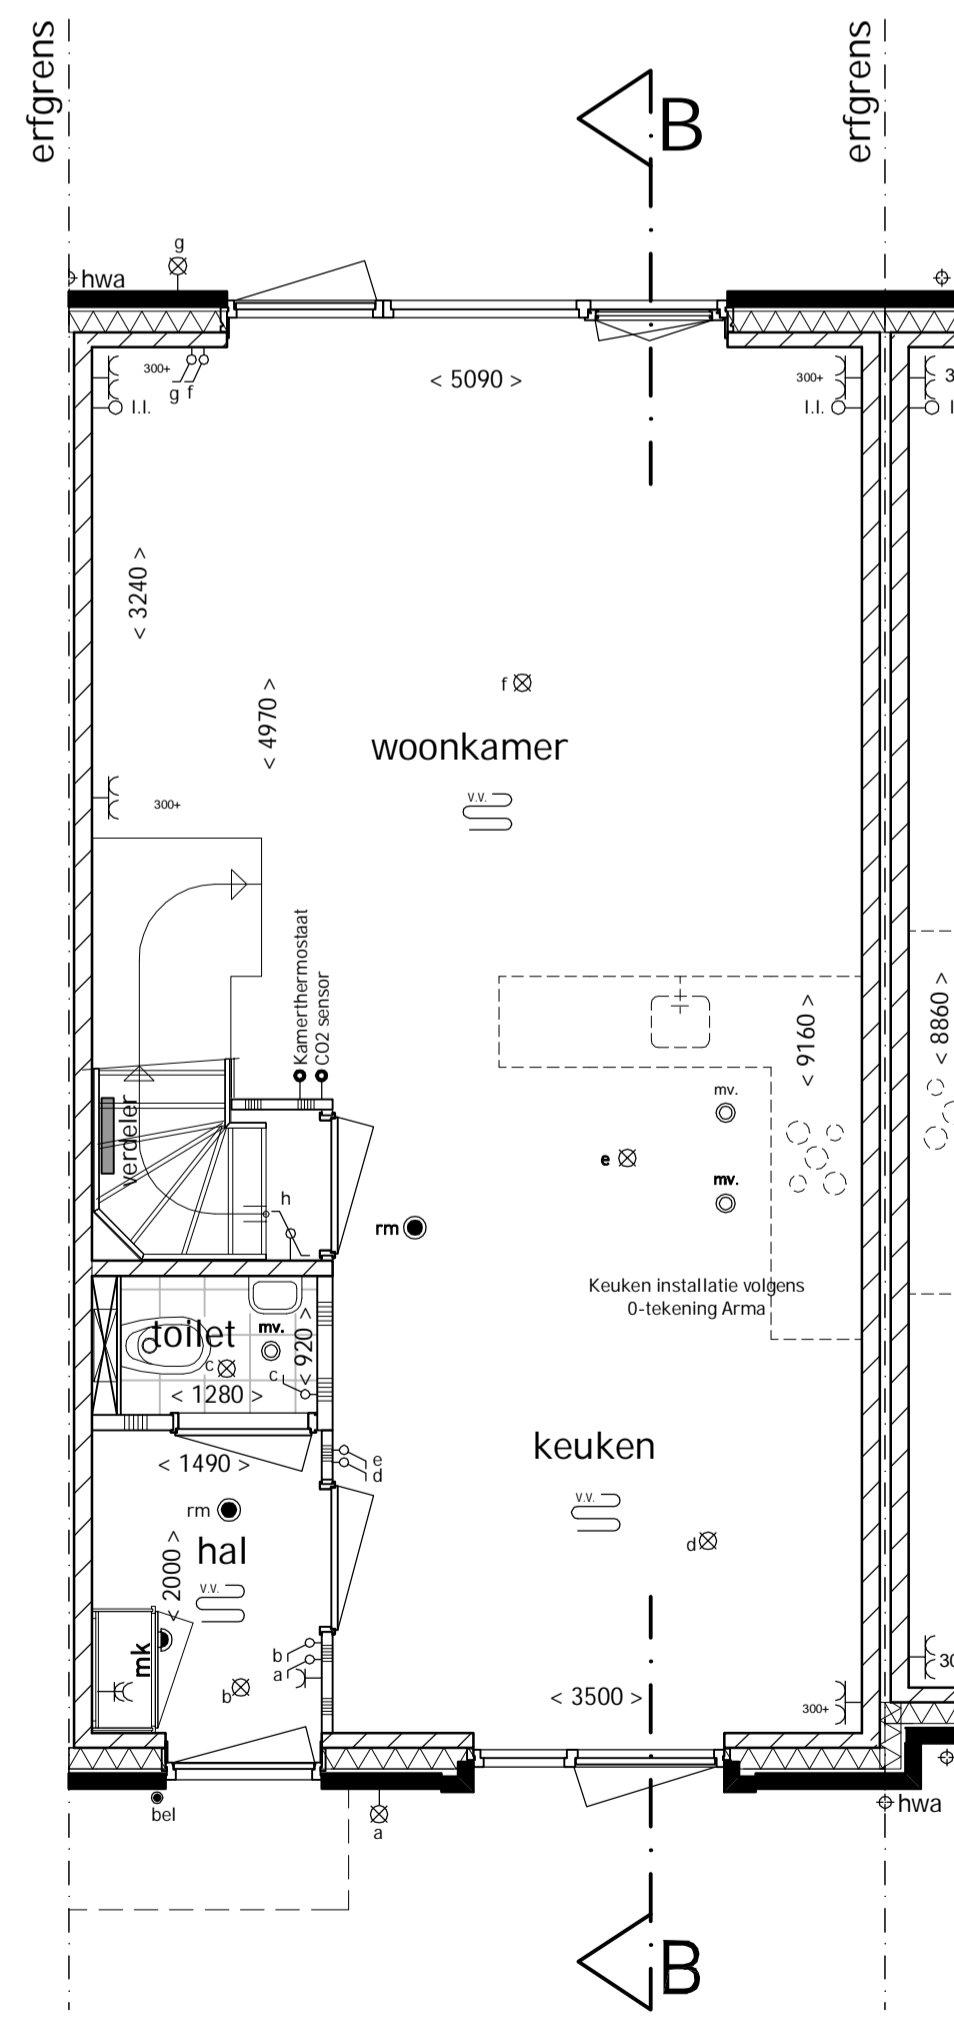 erfgrens
erfgrens
B
g
hwa
300+
g f
l.l.
< 5090 >
300+
l.l.
3
l
< 3240 >
< 4970 >
f
woonkamer
v.v.
300+
Kamerthermostaat
CO2 sensor
< 9160 >
< 8860 >
verdeler
mv.
e
mv.
h
rm
Keuken installatie volgens
0-tekening Arma
toilet
mv.
c
c
< 920 >
< 1280 >
keuken
< 1490 >
e
d
v.v.
rm
hal
< 2000 >
v.v.
d
mk
b
a
b
< 3500 >
300+
30
bel
a
hwa
B